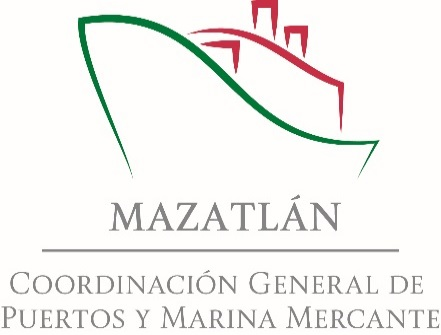 MAZATLÁN
COORDINACIÓN GENERAL DE
PUERTOS Y MARINA MERCANTE